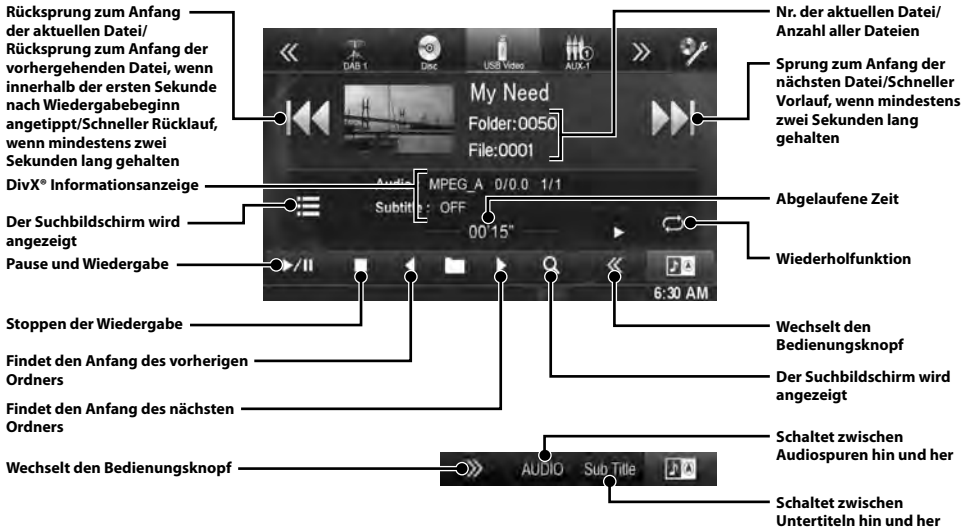 Rücksprung zum Anfang
der aktuellen Datei/
Rücksprung zum Anfang der
vorhergehenden Datei, wenn
innerhalb der ersten Sekunde
nach Wiedergabebeginn
angetippt/Schneller Rücklauf,
wenn mindestens zwei
Sekunden lang gehalten
DivX® Informationsanzeige
Der Suchbildschirm wird
angezeigt
Pause und Wiedergabe
Stoppen der Wiedergabe
Findet den Anfang des vorherigen
Ordners
Findet den Anfang des nächsten
Ordners
Wechselt den Bedienungsknopf
DAB 1
Disc
USB Video
AUX-1
My Need
Folder:0050
File:0001
Audio MPEG_A 0/0.0 1/1
Subtitle : OFF
00'15"
6:30 AM
AUDIO Sub Title
Nr. der aktuellen Datei/
Anzahl aller Dateien
Sprung zum Anfang der
nächsten Datei/Schneller
Vorlauf, wenn mindestens
zwei Sekunden lang
gehalten
Abgelaufene Zeit
Wiederholfunktion
Wechselt den
Bedienungsknopf
Der Suchbildschirm wird
angezeigt
Schaltet zwischen
Audiospuren hin und her
Schaltet zwischen
Untertiteln hin und her